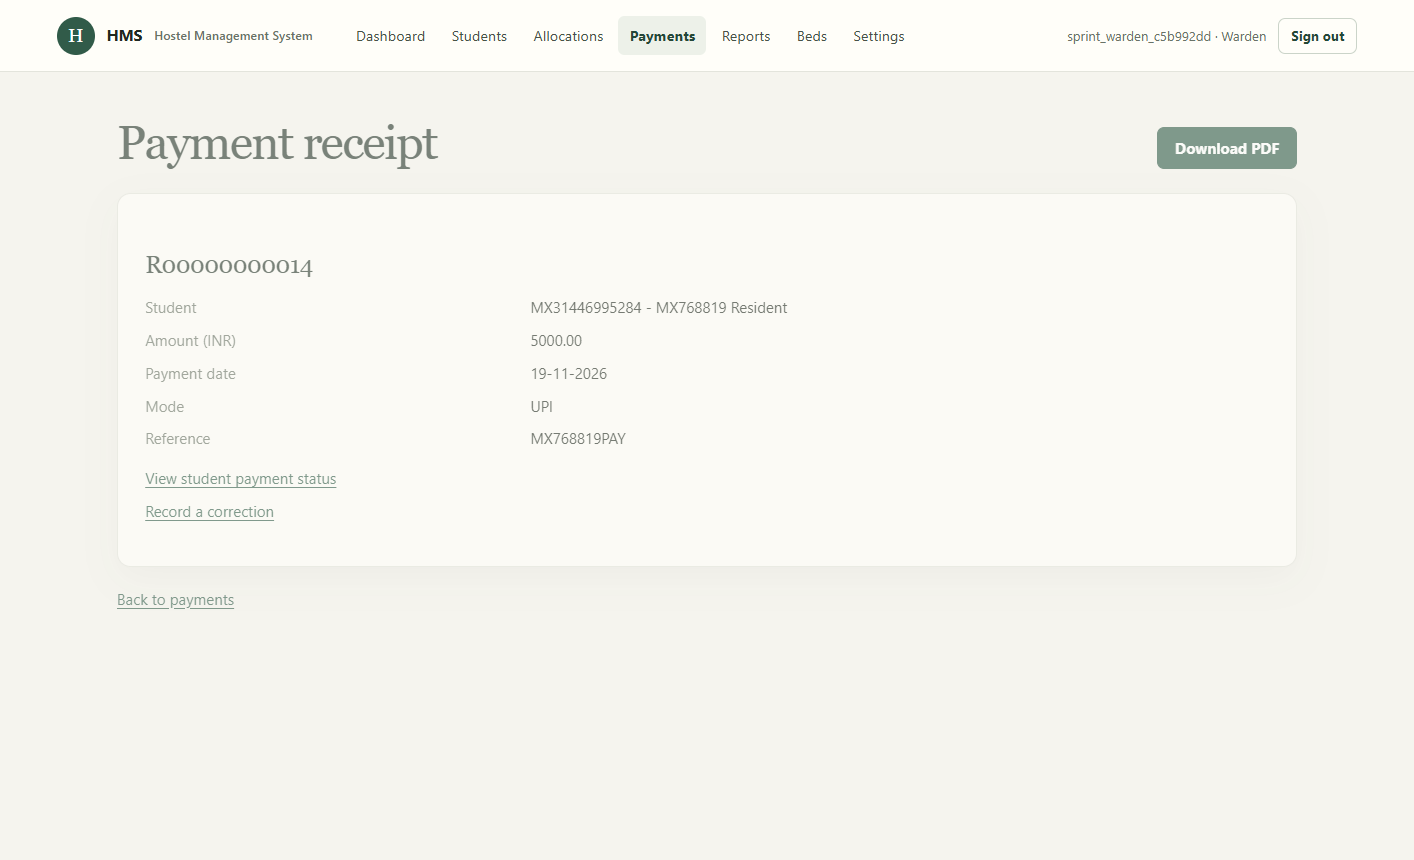 H HMS Hostel Management System Dashboard Students Allocations Payments Reports Beds Settings sprint_warden_c5b992dd · Warden Sign out
Payment receipt
Download PDF
R00000000014
Student MX31446995284 - MX768819 Resident
Amount (INR) 5000.00
Payment date 19-11-2026
Mode UPI
Reference MX768819PAY
View student payment status
Record a correction
Back to payments